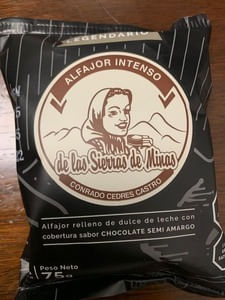 LEGENDARIO
ALFAJOR INTENSO
de las Sierras de Minas
CONRADO CEDRES CASTRO
Alfajor relleno de dulce de leche con
cobertura sabor CHOCOLATE SEMI AMARGO
Peso Neto
75g